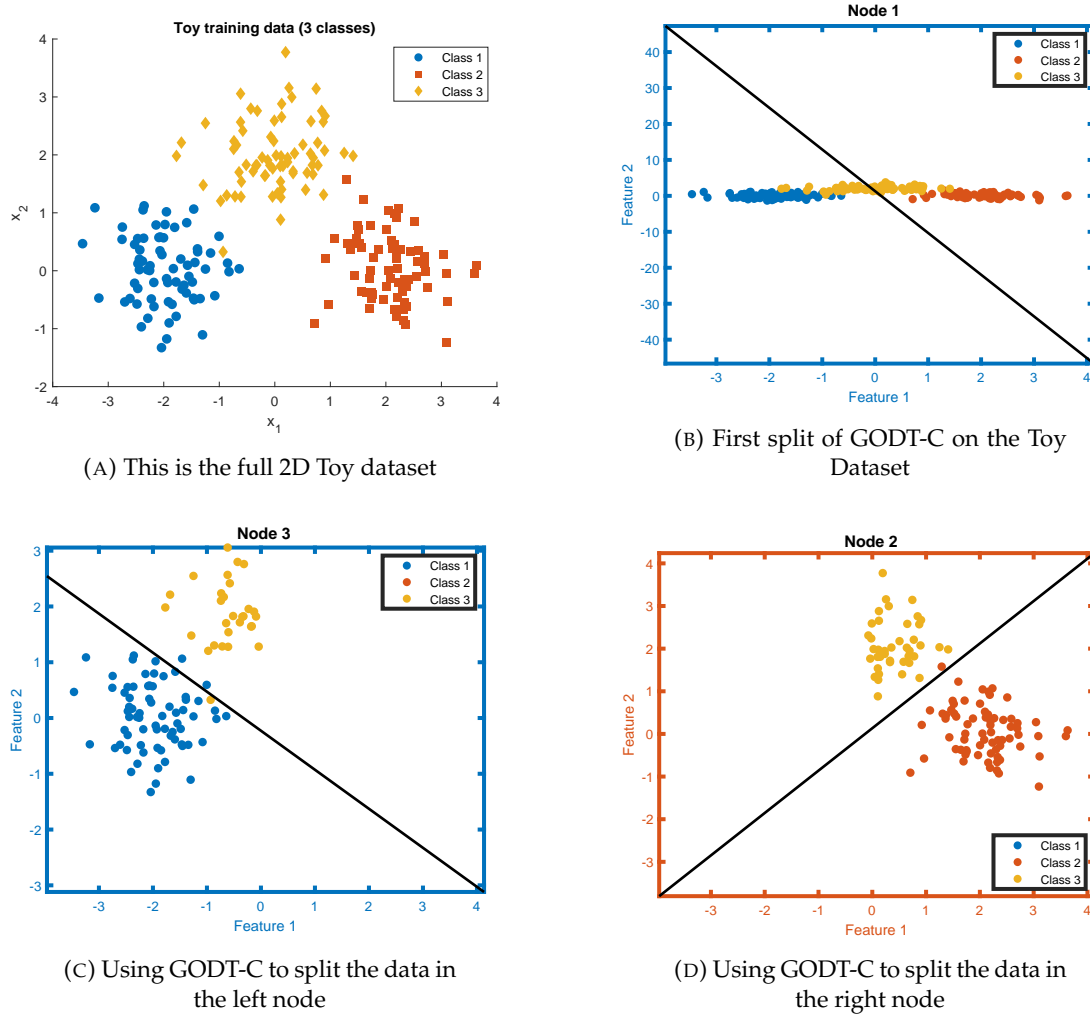 Toy training data (3 classes)
Class 1
Class 2
Class 3
4
3
2
1
0
-1
-2
x_2
-4 -3 -2 -1 0 1 2 3 4
x_1
(A) This is the full 2D Toy dataset
Node 1
Class 1
Class 2
Class 3
40
30
20
10
0
-10
-20
-30
-40
Feature 2
-3 -2 -1 0 1 2 3 4
Feature 1
(B) First split of GODT-C on the Toy
Dataset
Node 3
Class 1
Class 2
Class 3
3
2
1
0
-1
-2
-3
Feature 2
-3 -2 -1 0 1 2 3 4
Feature 1
(C) Using GODT-C to split the data in
the left node
Node 2
4
3
2
1
0
-1
-2
-3
Feature 2
Class 1
Class 2
Class 3
-3 -2 -1 0 1 2 3 4
Feature 1
(D) Using GODT-C to split the data in
the right node